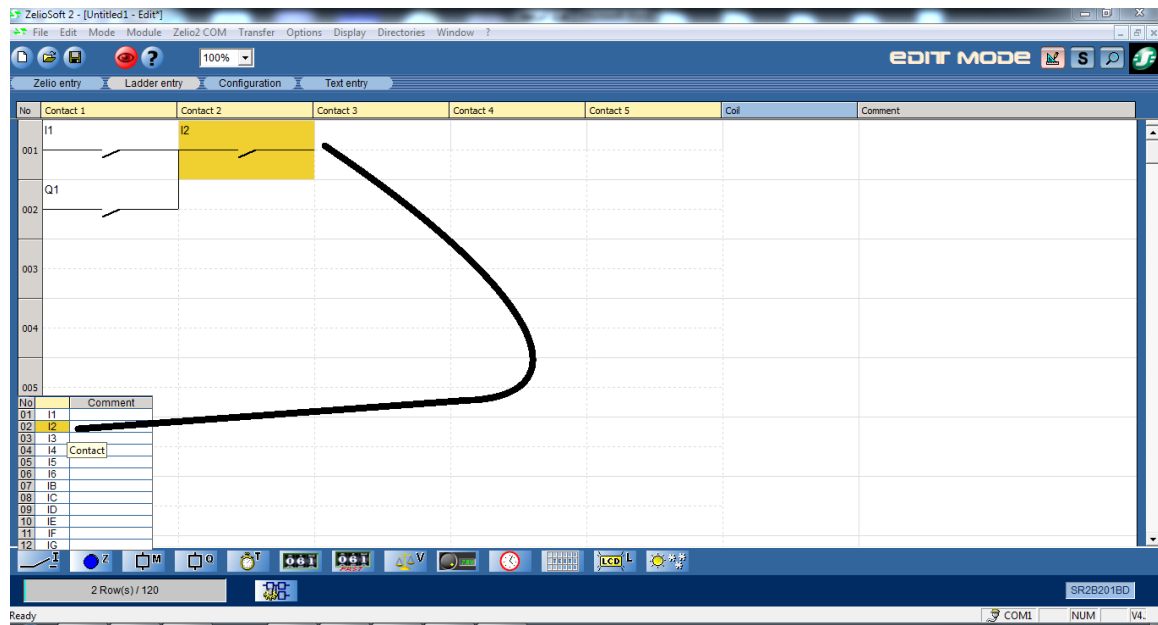 ZelioSoft 2 - [Untitled1 - Edit*]
File Edit Mode Module Zelio2 COM Transfer Options Display Directories Window ?
100% EDIT MODE S
Zelio entry Ladder entry Configuration Text entry
No Contact 1 Contact 2 Contact 3 Contact 4 Contact 5 Coil Comment
I1 I2
001
Q1
002
003
004
005
No Comment
01 I1
02 I2
03 I3
04 I4 Contact
05 I5
06 I6
07 IB
08 IC
09 ID
10 IE
11 IF
12 IG
I Z M Q T 061 061 FAST V LCD L
2 Row(s) / 120 SR2B201BD
Ready COM1 NUM V4.